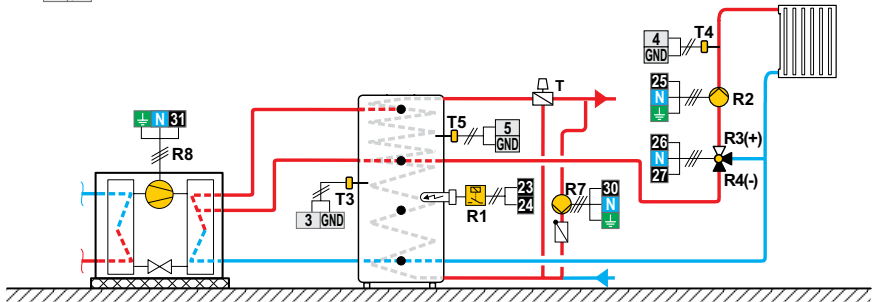 4
GND
T4
25
N
R2
T
N 31
R8
T5
5
GND
R3(+)
26
N
27
R4(-)
T3
3 GND
R1
23
24
R7
30
N